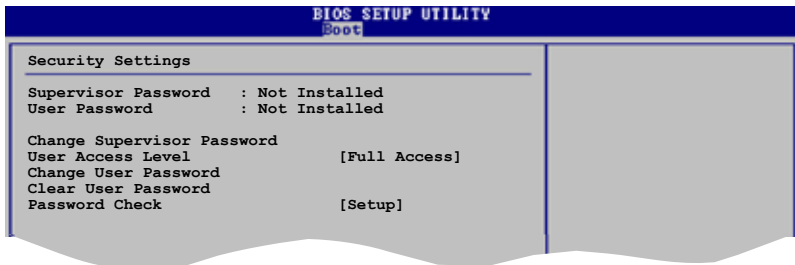 BIOS SETUP UTILITY
Boot
Security Settings
Supervisor Password : Not Installed
User Password : Not Installed
Change Supervisor Password
User Access Level [Full Access]
Change User Password
Clear User Password
Password Check [Setup]